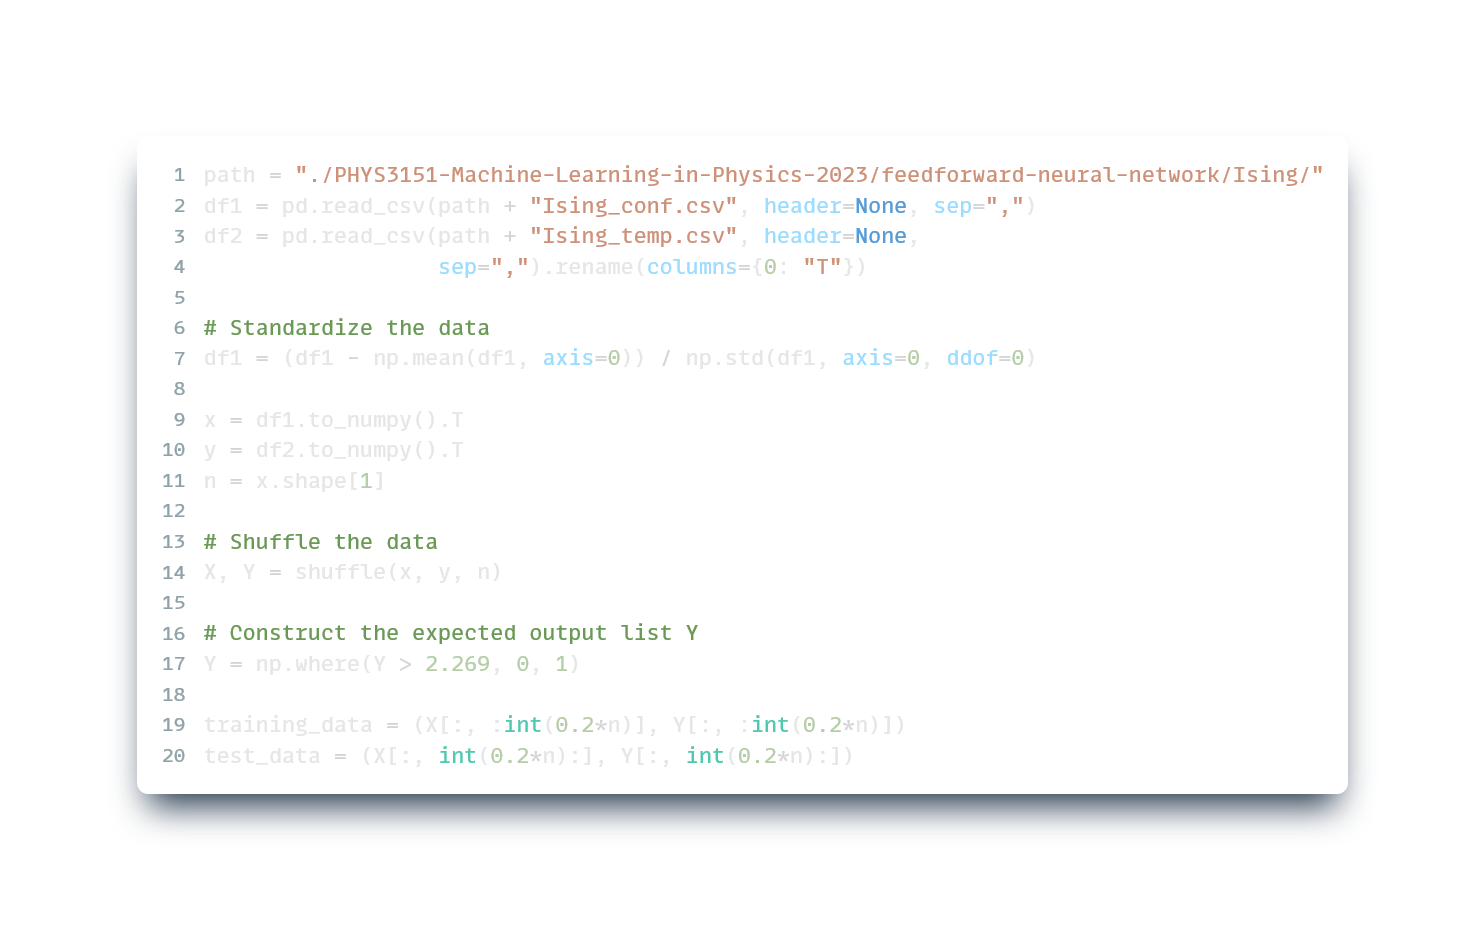 1 path = "./PHYS3151-Machine-Learning-in-Physics-2023/feedforward-neural-network/Ising/"
2 df1 = pd.read_csv(path + "Ising_conf.csv", header=None, sep=",")
3 df2 = pd.read_csv(path + "Ising_temp.csv", header=None,
4                   sep=",").rename(columns={0: "T"})
5
6 # Standardize the data
7 df1 = (df1 - np.mean(df1, axis=0)) / np.std(df1, axis=0, ddof=0)
8
9 x = df1.to_numpy().T
10 y = df2.to_numpy().T
11 n = x.shape[1]
12
13 # Shuffle the data
14 X, Y = shuffle(x, y, n)
15
16 # Construct the expected output list Y
17 Y = np.where(Y > 2.269, 0, 1)
18
19 training_data = (X[:, :int(0.2*n)], Y[:, :int(0.2*n)])
20 test_data = (X[:, int(0.2*n):], Y[:, int(0.2*n):])